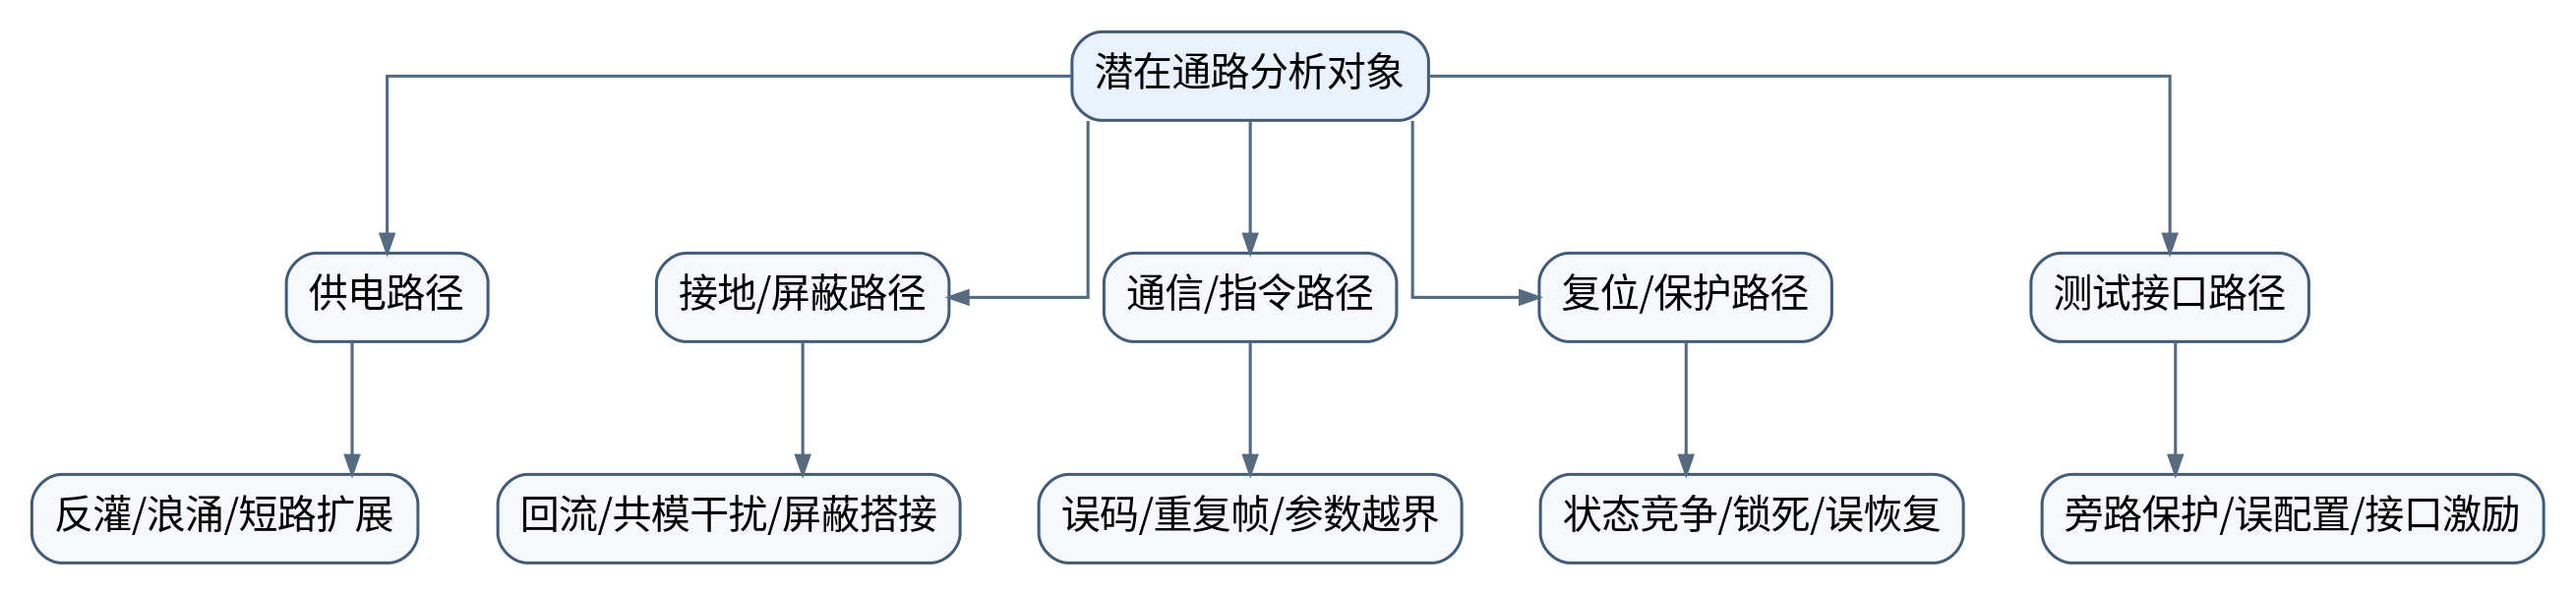 潜在通路分析对象
供电路径
接地/屏蔽路径
通信/指令路径
复位/保护路径
测试接口路径
反灌/浪涌/短路扩展
回流/共模干扰/屏蔽搭接
误码/重复帧/参数越界
状态竞争/锁死/误恢复
旁路保护/误配置/接口激励